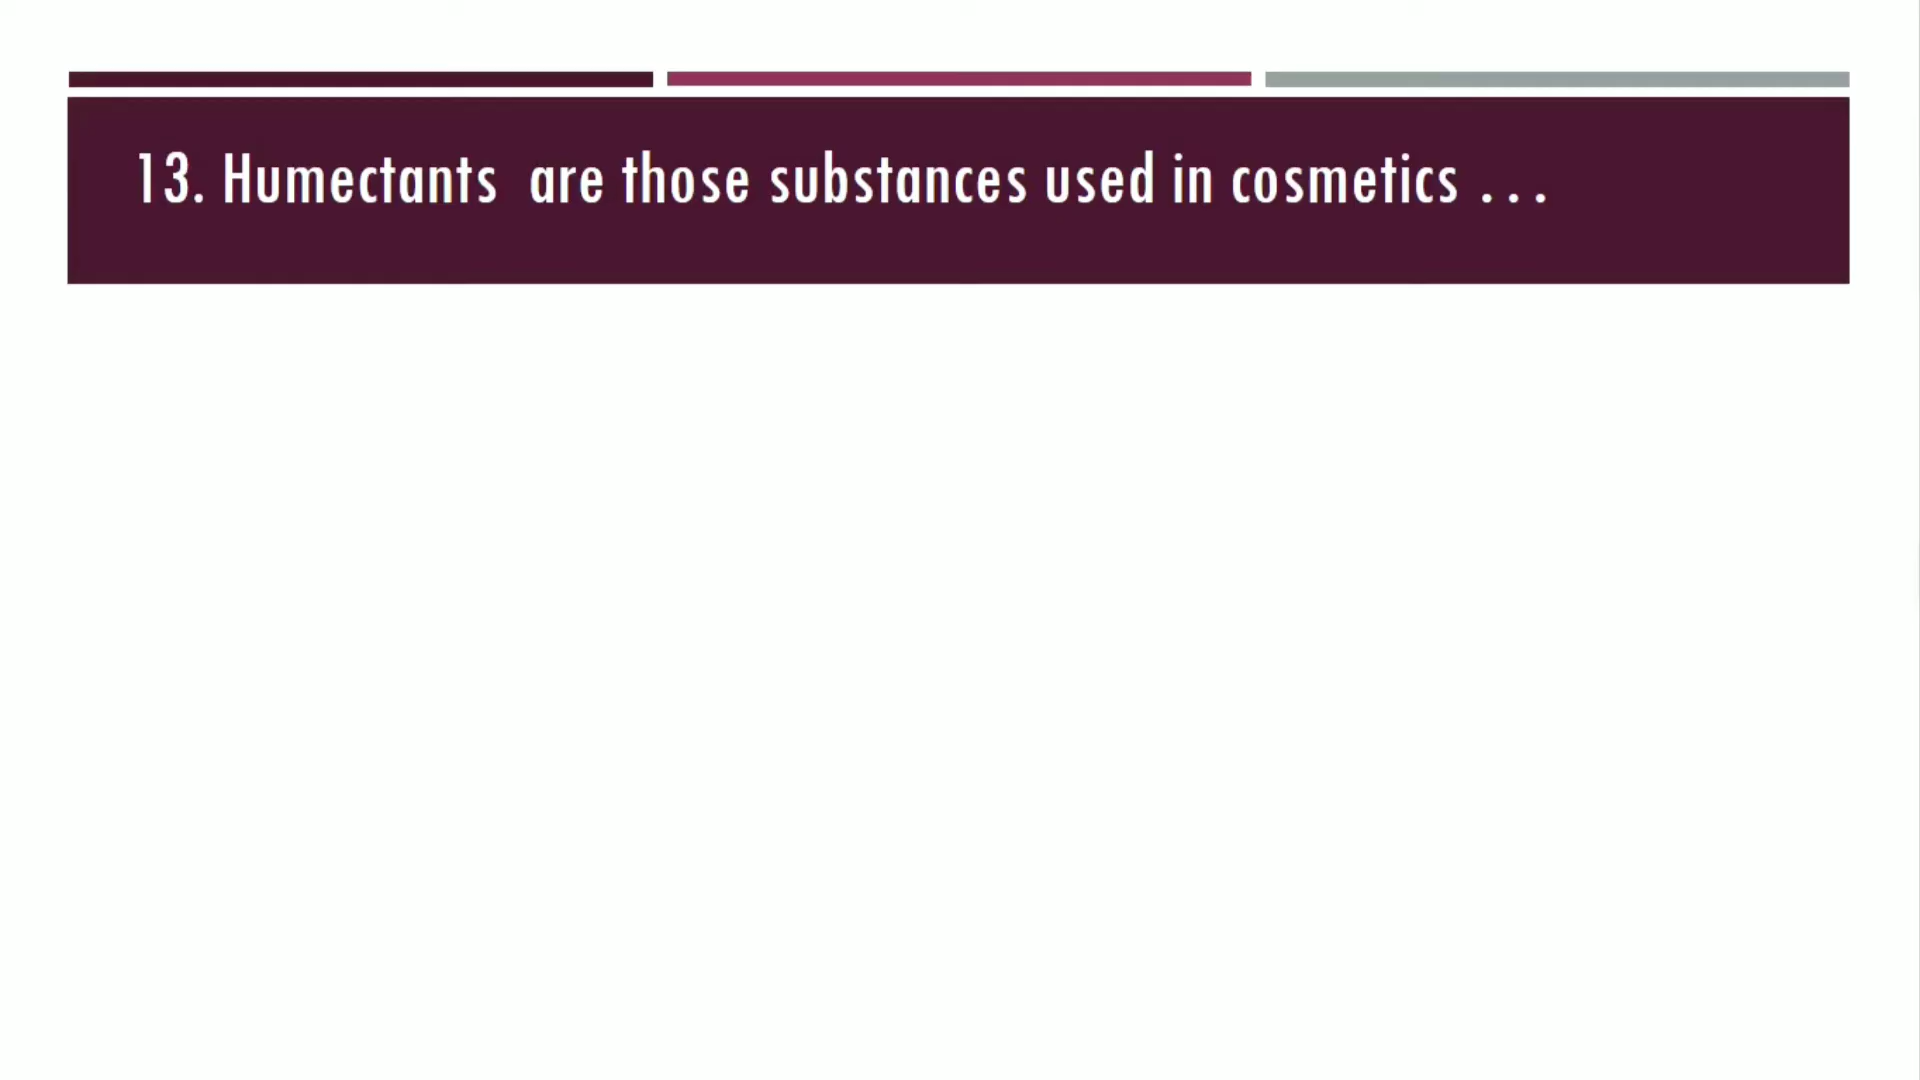 13. Humectants  are those substances used in cosmetics . . .